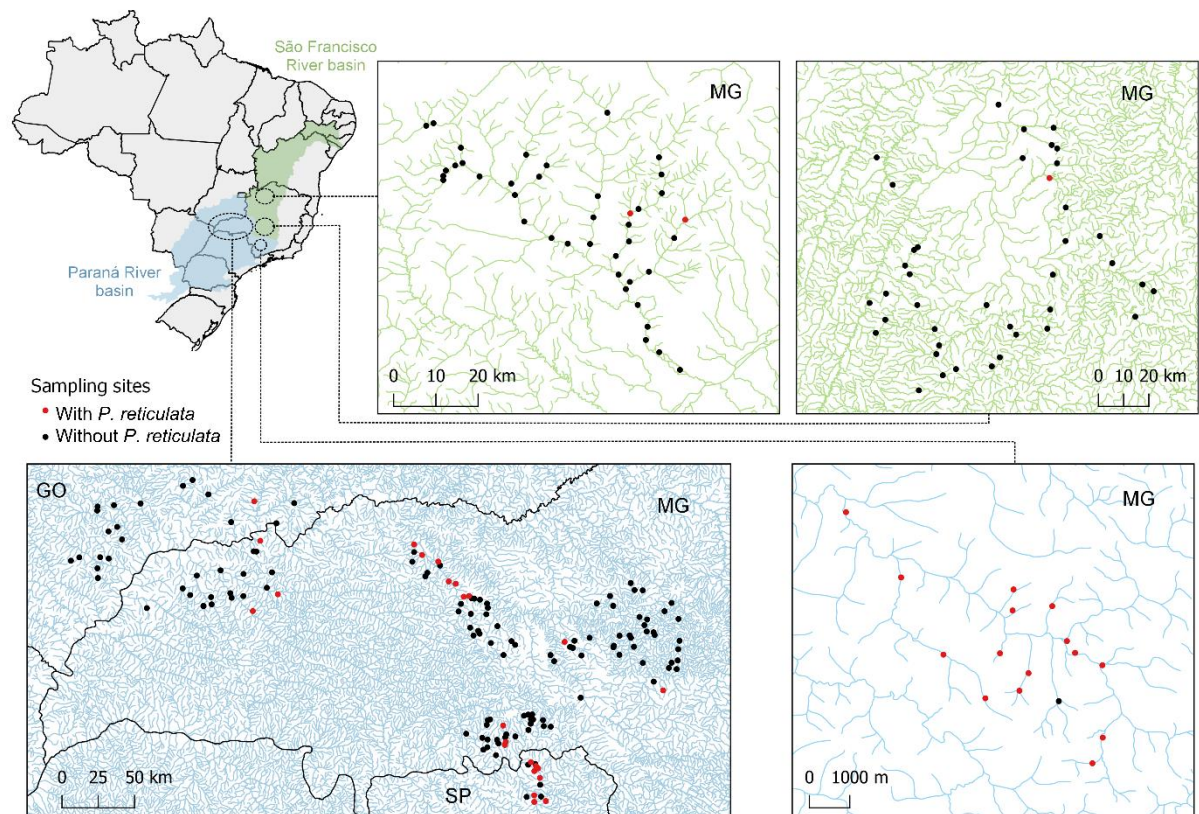 São Francisco
River basin
Paraná River
basin
Sampling sites
With P. reticulata
Without P. reticulata
MG
0 10 20 km
MG
0 10 20 km
GO
MG
SP
0 25 50 km
MG
0 1000 m